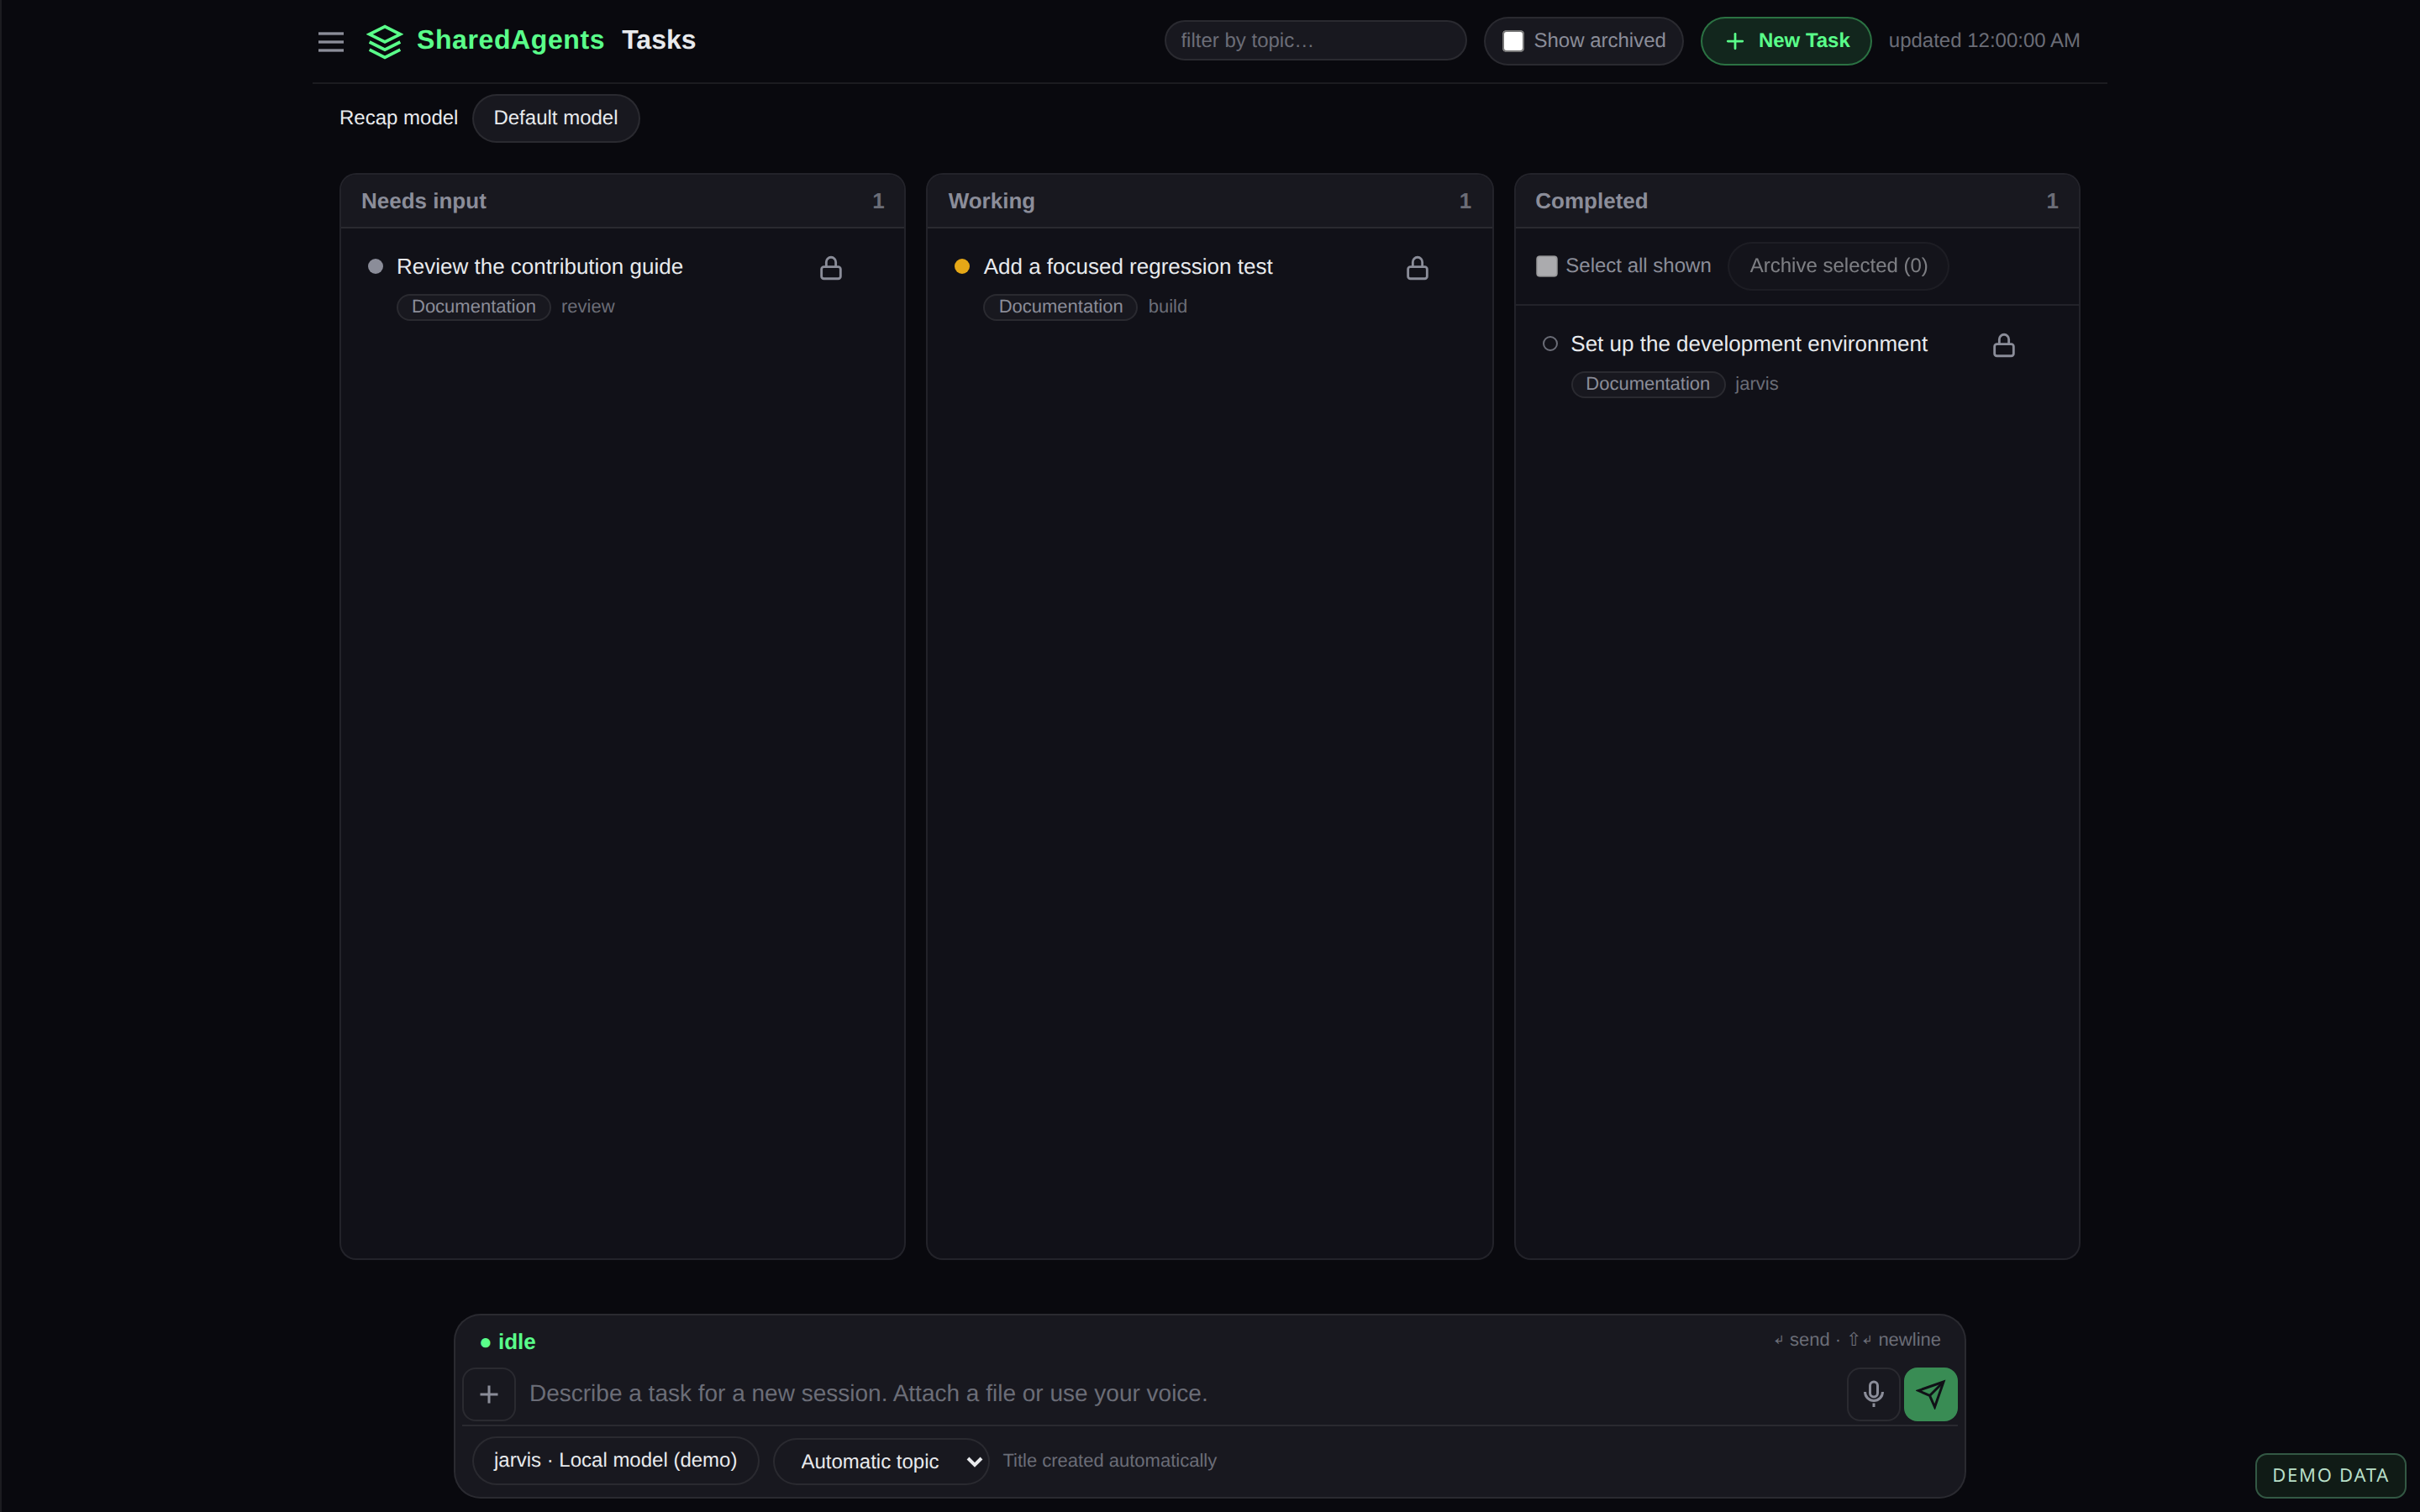 SharedAgents Tasks
filter by topic…
Show archived
New Task
updated 12:00:00 AM
Recap model
Default model
Needs input 1
Review the contribution guide
Documentation review
Working 1
Add a focused regression test
Documentation build
Completed 1
Select all shown
Archive selected (0)
Set up the development environment
Documentation jarvis
● idle
↲ send · ⇧↲ newline
Describe a task for a new session. Attach a file or use your voice.
jarvis · Local model (demo)
Automatic topic
Title created automatically
DEMO DATA